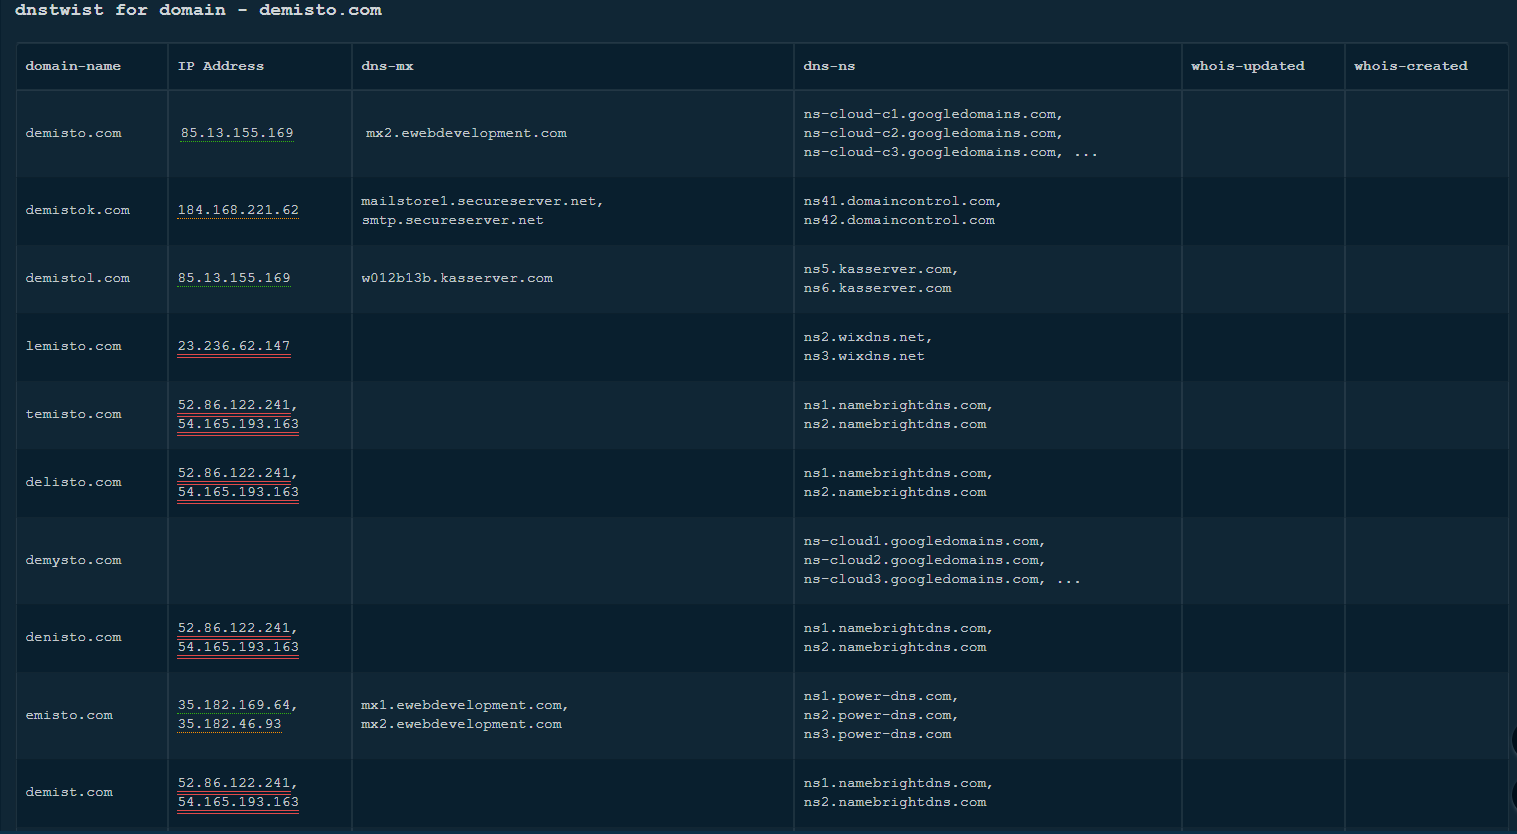 dnstwist for domain - demisto.com
domain-name IP Address dns-mx dns-ns whois-updated whois-created
demisto.com 85.13.155.169 mx2.ewebdevelopment.com ns-cloud-c1.googledomains.com,
ns-cloud-c2.googledomains.com,
ns-cloud-c3.googledomains.com, ...
demistok.com 184.168.221.62 mailstore1.secureserver.net,
smtp.secureserver.net
ns41.domaincontrol.com,
ns42.domaincontrol.com
demistol.com 85.13.155.169 w012b13b.kasserver.com ns5.kasserver.com,
ns6.kasserver.com
lemisto.com 23.236.62.147 ns2.wixdns.net,
ns3.wixdns.net
temisto.com 52.86.122.241,
54.165.193.163
ns1.namebrightdns.com,
ns2.namebrightdns.com
delisto.com 52.86.122.241,
54.165.193.163
ns1.namebrightdns.com,
ns2.namebrightdns.com
demysto.com ns-cloud1.googledomains.com,
ns-cloud2.googledomains.com,
ns-cloud3.googledomains.com, ...
denisto.com 52.86.122.241,
54.165.193.163
ns1.namebrightdns.com,
ns2.namebrightdns.com
emisto.com 35.182.169.64,
35.182.46.93
mx1.ewebdevelopment.com,
mx2.ewebdevelopment.com
ns1.power-dns.com,
ns2.power-dns.com,
ns3.power-dns.com
demist.com 52.86.122.241,
54.165.193.163
ns1.namebrightdns.com,
ns2.namebrightdns.com